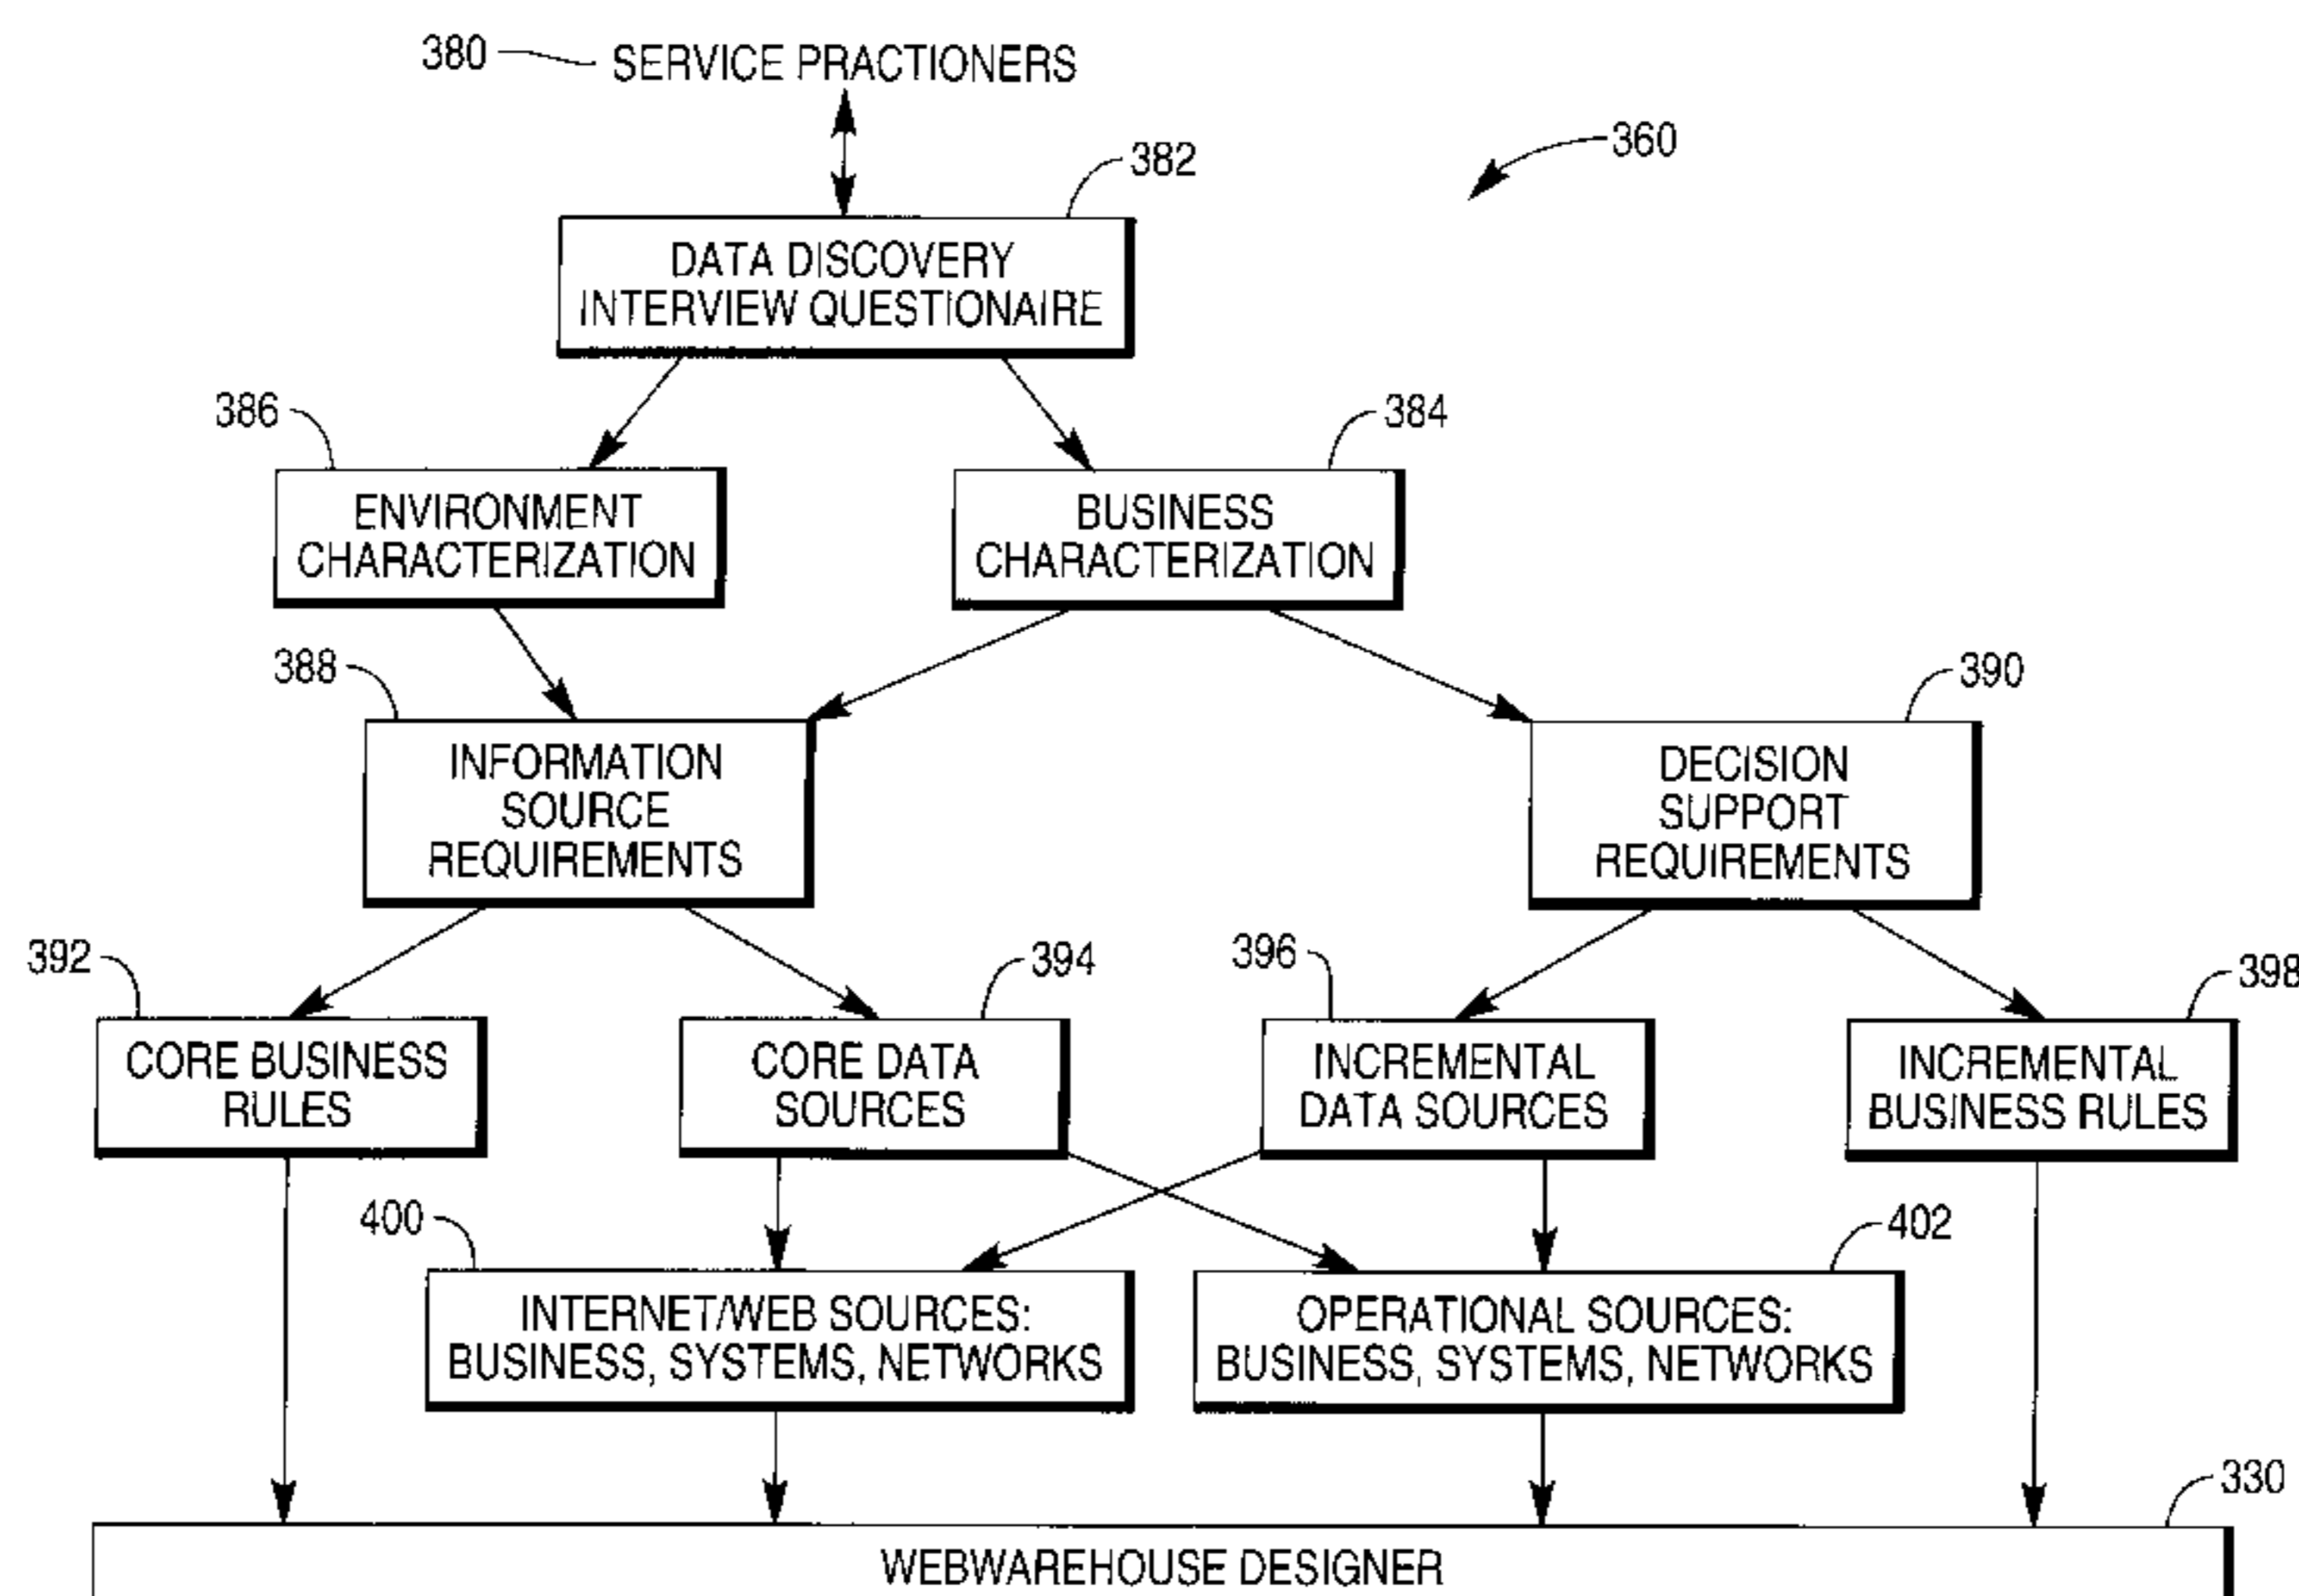 380
SERVICE PRACTIONERS
360
382
DATA DISCOVERY
INTERVIEW QUESTIONAIRE
386
384
ENVIRONMENT
CHARACTERIZATION
BUSINESS
CHARACTERIZATION
388
390
INFORMATION
SOURCE
REQUIREMENTS
DECISION
SUPPORT
REQUIREMENTS
392
394
396
398
CORE BUSINESS
RULES
CORE DATA
SOURCES
INCREMENTAL
DATA SOURCES
INCREMENTAL
BUSINESS RULES
400
402
INTERNET/WEB SOURCES:
BUSINESS, SYSTEMS, NETWORKS
OPERATIONAL SOURCES:
BUSINESS, SYSTEMS, NETWORKS
330
WEBWAREHOUSE DESIGNER